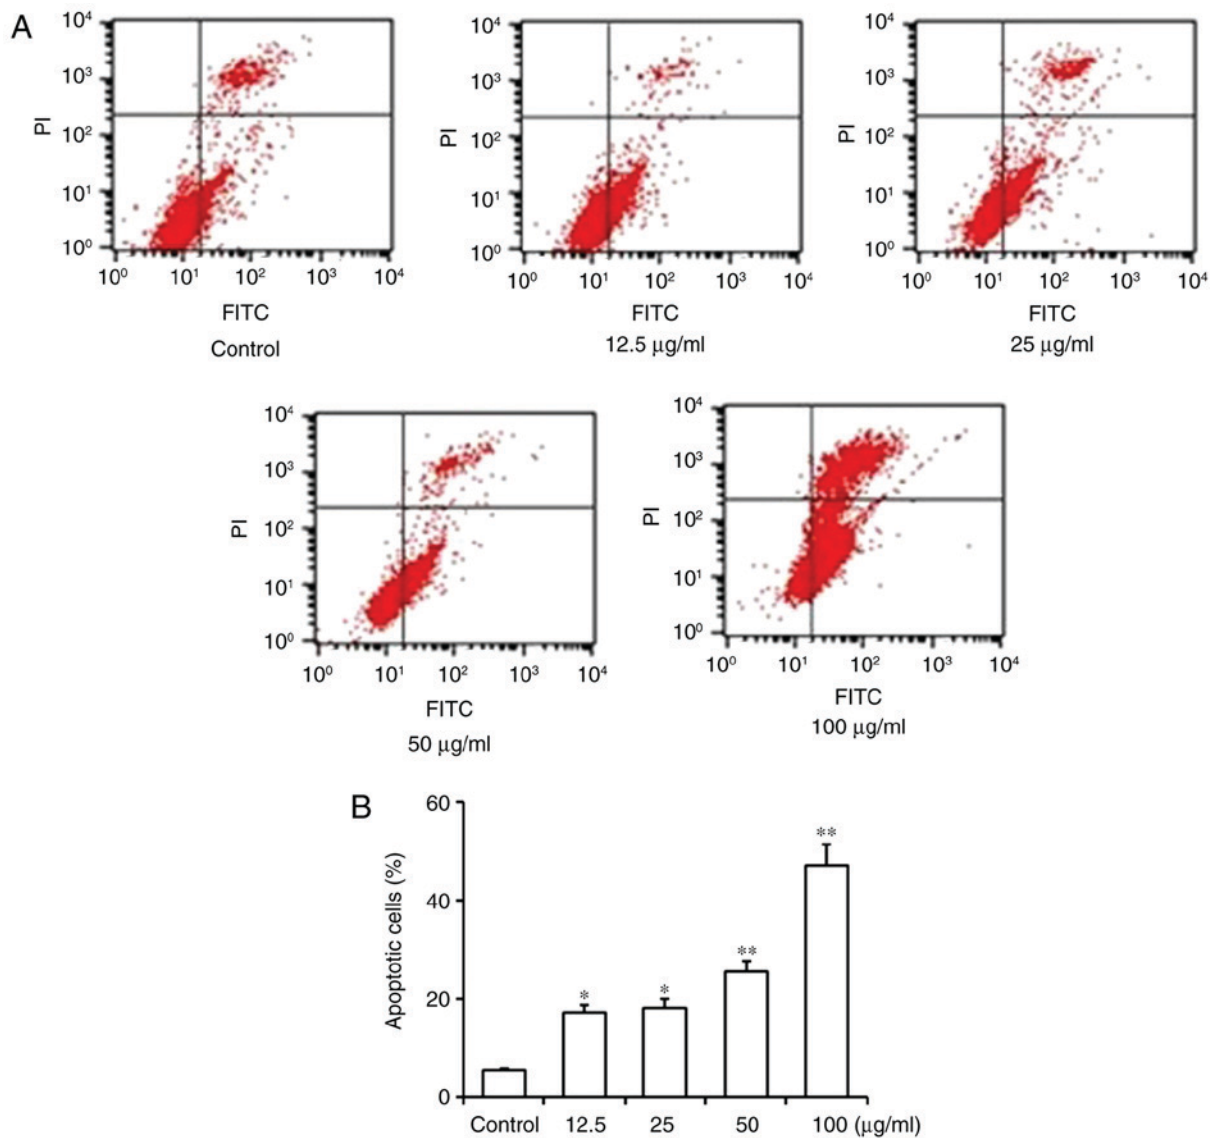 A
10⁴ 10³ 10² 10¹ 10⁰
PI
10⁰ 10¹ 10² 10³ 10⁴
FITC
Control
10⁴ 10³ 10² 10¹ 10⁰
PI
10⁰ 10¹ 10² 10³ 10⁴
FITC
12.5 μg/ml
10⁴ 10³ 10² 10¹ 10⁰
PI
10⁰ 10¹ 10² 10³ 10⁴
FITC
25 μg/ml
10⁴ 10³ 10² 10¹ 10⁰
PI
10⁰ 10¹ 10² 10³ 10⁴
FITC
50 μg/ml
10⁴ 10³ 10² 10¹ 10⁰
PI
10⁰ 10¹ 10² 10³ 10⁴
FITC
100 μg/ml
B
Apoptotic cells (%)
60
40
20
0
* * ** **
Control 12.5 25 50 100 (μg/ml)